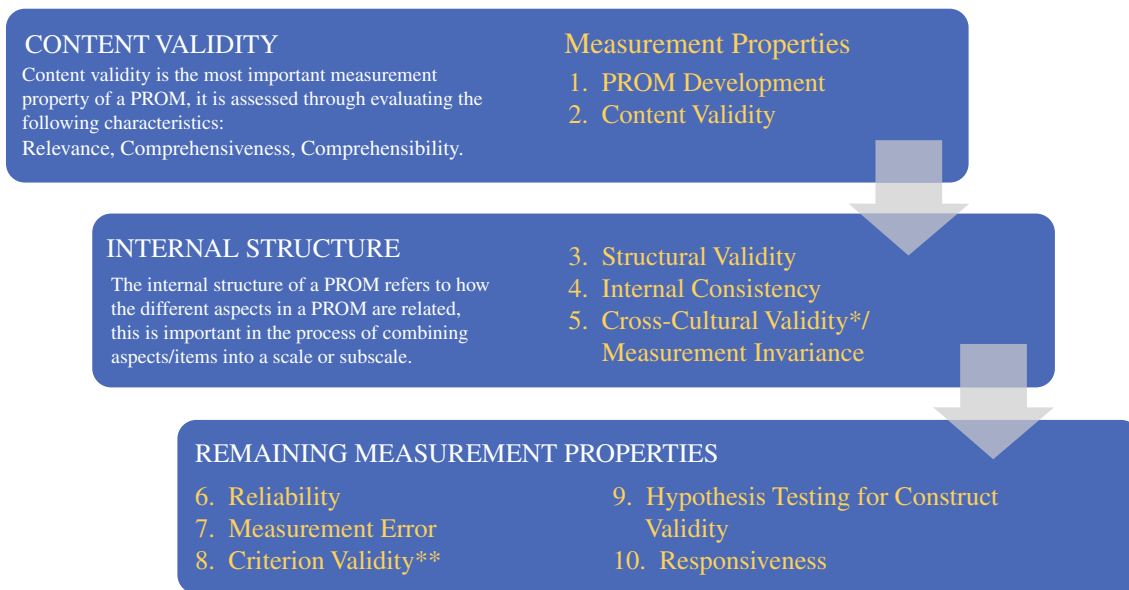 CONTENT VALIDITY
Content validity is the most important measurement
property of a PROM, it is assessed through evaluating the
following characteristics:
Relevance, Comprehensiveness, Comprehensibility.
Measurement Properties
1. PROM Development
2. Content Validity
INTERNAL STRUCTURE
The internal structure of a PROM refers to how
the different aspects in a PROM are related,
this is important in the process of combining
aspects/items into a scale or subscale.
3. Structural Validity
4. Internal Consistency
5. Cross-Cultural Validity*/
Measurement Invariance
REMAINING MEASUREMENT PROPERTIES
6. Reliability
7. Measurement Error
8. Criterion Validity**
9. Hypothesis Testing for Construct
Validity
10. Responsiveness